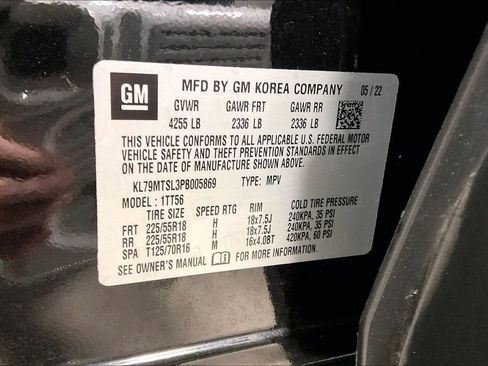 GM
MFD BY GM KOREA COMPANY 05 / 22
GVWR GAWR FRT GAWR RR
4255 LB 2336 LB 2336 LB
THIS VEHICLE CONFORMS TO ALL APPLICABLE U.S. FEDERAL MOTOR
VEHICLE SAFETY AND THEFT PREVENTION STANDARDS IN EFFECT
ON THE DATE OF MANUFACTURE SHOWN ABOVE.
KL79MTSL3PB005869 TYPE: MPV
MODEL : 1TT56
TIRE SIZE SPEED RTG RIM COLD TIRE PRESSURE
FRT 225/55R18 H 18x7.5J 240KPA, 35 PSI
RR 225/55R18 H 18x7.5J 240KPA, 35 PSI
SPA T125/70R16 M 16x4.0BT 420KPA, 60 PSI
SEE OWNER'S MANUAL FOR MORE INFORMATION.